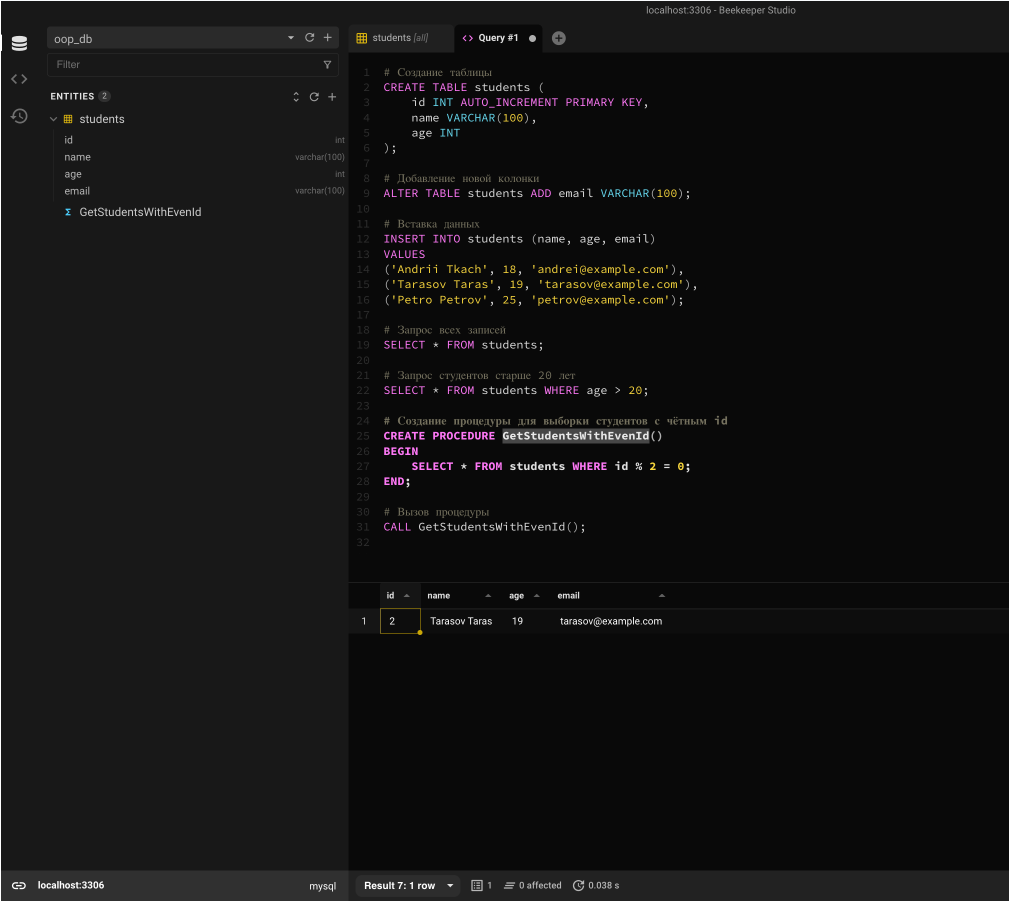 localhost:3306 - Beekeeper Studio
oop_db
students [all]
Query #1
Filter
ENTITIES 2
students
id int
name varchar(100)
age int
email varchar(100)
GetStudentsWithEvenId
1 # Создание таблицы
2 CREATE TABLE students (
3 id INT AUTO_INCREMENT PRIMARY KEY,
4 name VARCHAR(100),
5 age INT
6 );
7
8 # Добавление новой колонки
9 ALTER TABLE students ADD email VARCHAR(100);
10
11 # Вставка данных
12 INSERT INTO students (name, age, email)
13 VALUES
14 ('Andrii Tkach', 18, 'andrei@example.com'),
15 ('Tarasov Taras', 19, 'tarasov@example.com'),
16 ('Petro Petrov', 25, 'petrov@example.com');
17
18 # Запрос всех записей
19 SELECT * FROM students;
20
21 # Запрос студентов старше 20 лет
22 SELECT * FROM students WHERE age > 20;
23
24 # Создание процедуры для выборки студентов с чётным id
25 CREATE PROCEDURE GetStudentsWithEvenId()
26 BEGIN
27 SELECT * FROM students WHERE id % 2 = 0;
28 END;
29
30 # Вызов процедуры
31 CALL GetStudentsWithEvenId();
32
id name age email
1 2 Tarasov Taras 19 tarasov@example.com
localhost:3306 mysql
Result 7: 1 row 1 0 affected 0.038 s